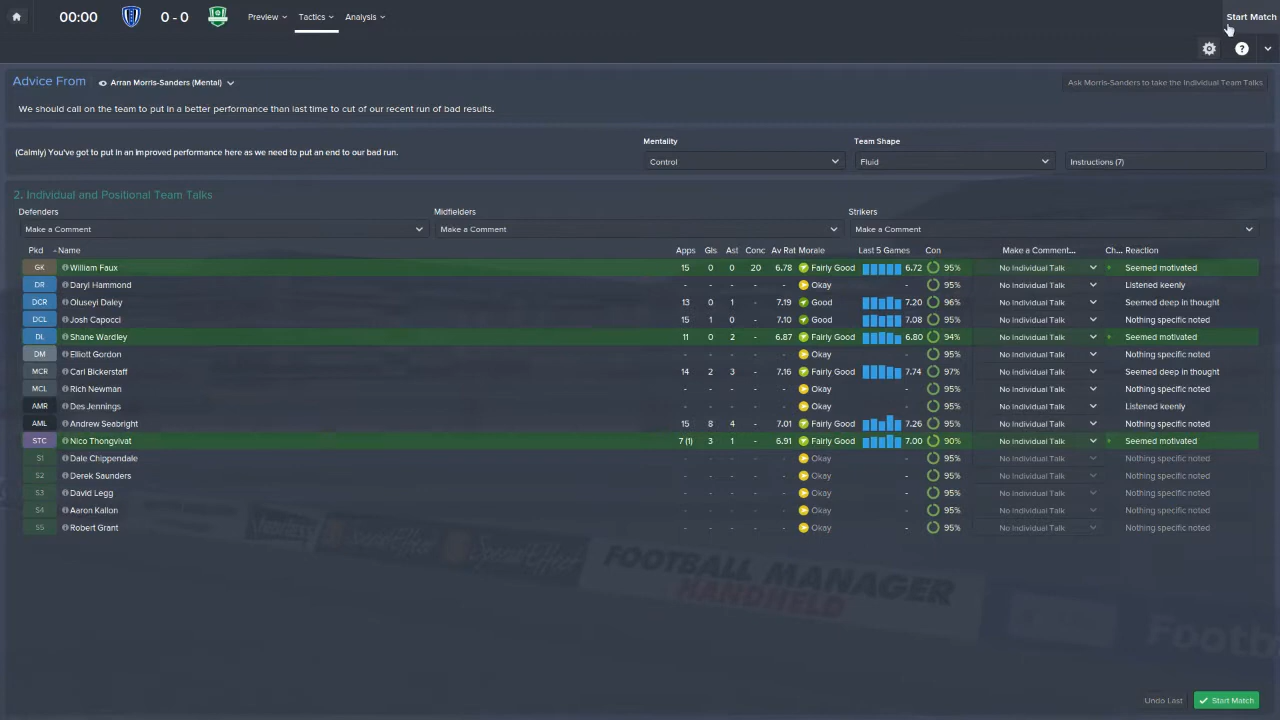 00:00 0 - 0 Preview Tactics Analysis Start Match
?
Advice From Arran Morris-Sanders (Mental) Ask Morris-Sanders to take the Individual Team Talks
We should call on the team to put in a better performance than last time to cut of our recent run of bad results.
Mentality Team Shape
(Calmly) You've got to put in an improved performance here as we need to put an end to our bad run.
Control Fluid Instructions (7)
2. Individual and Positional Team Talks
Defenders Midfielders Strikers
Make a Comment Make a Comment Make a Comment
Pkd Name Apps Gls Ast Conc Av Rat Morale Last 5 Games Con Make a Comment... Ch... Reaction
GK William Faux 15 0 0 20 6.78 Fairly Good 6.72 95% No Individual Talk Seemed motivated
DR Daryl Hammond - - - - - Okay - 95% No Individual Talk Listened keenly
DCR Oluseyi Daley 13 0 1 - 7.19 Good 7.20 96% No Individual Talk Seemed deep in thought
DCL Josh Capocci 15 1 0 - 7.10 Good 7.08 95% No Individual Talk Nothing specific noted
DL Shane Wardley 11 0 2 - 6.87 Fairly Good 6.80 94% No Individual Talk Seemed motivated
DM Elliott Gordon - - - - - Okay - 95% No Individual Talk Nothing specific noted
MCR Carl Bickerstaff 14 2 3 - 7.16 Fairly Good 7.74 97% No Individual Talk Seemed deep in thought
MCL Rich Newman - - - - - Okay - 95% No Individual Talk Nothing specific noted
AMR Des Jennings - - - - - Okay - 95% No Individual Talk Listened keenly
AML Andrew Seabright 15 8 4 - 7.01 Fairly Good 7.26 95% No Individual Talk Nothing specific noted
STC Nico Thongvivat 7 (1) 3 1 - 6.91 Fairly Good 7.00 90% No Individual Talk Seemed motivated
S1 Dale Chippendale - - - - - Okay - 95% No Individual Talk Nothing specific noted
S2 Derek Saunders - - - - - Okay - 95% No Individual Talk Nothing specific noted
S3 David Legg - - - - - Okay - 95% No Individual Talk Nothing specific noted
S4 Aaron Kallon - - - - - Okay - 95% No Individual Talk Nothing specific noted
S5 Robert Grant - - - - - Okay - 95% No Individual Talk Nothing specific noted
FOOTBALL MANAGER
HANDHELD
Footb
Undo Last Start Match